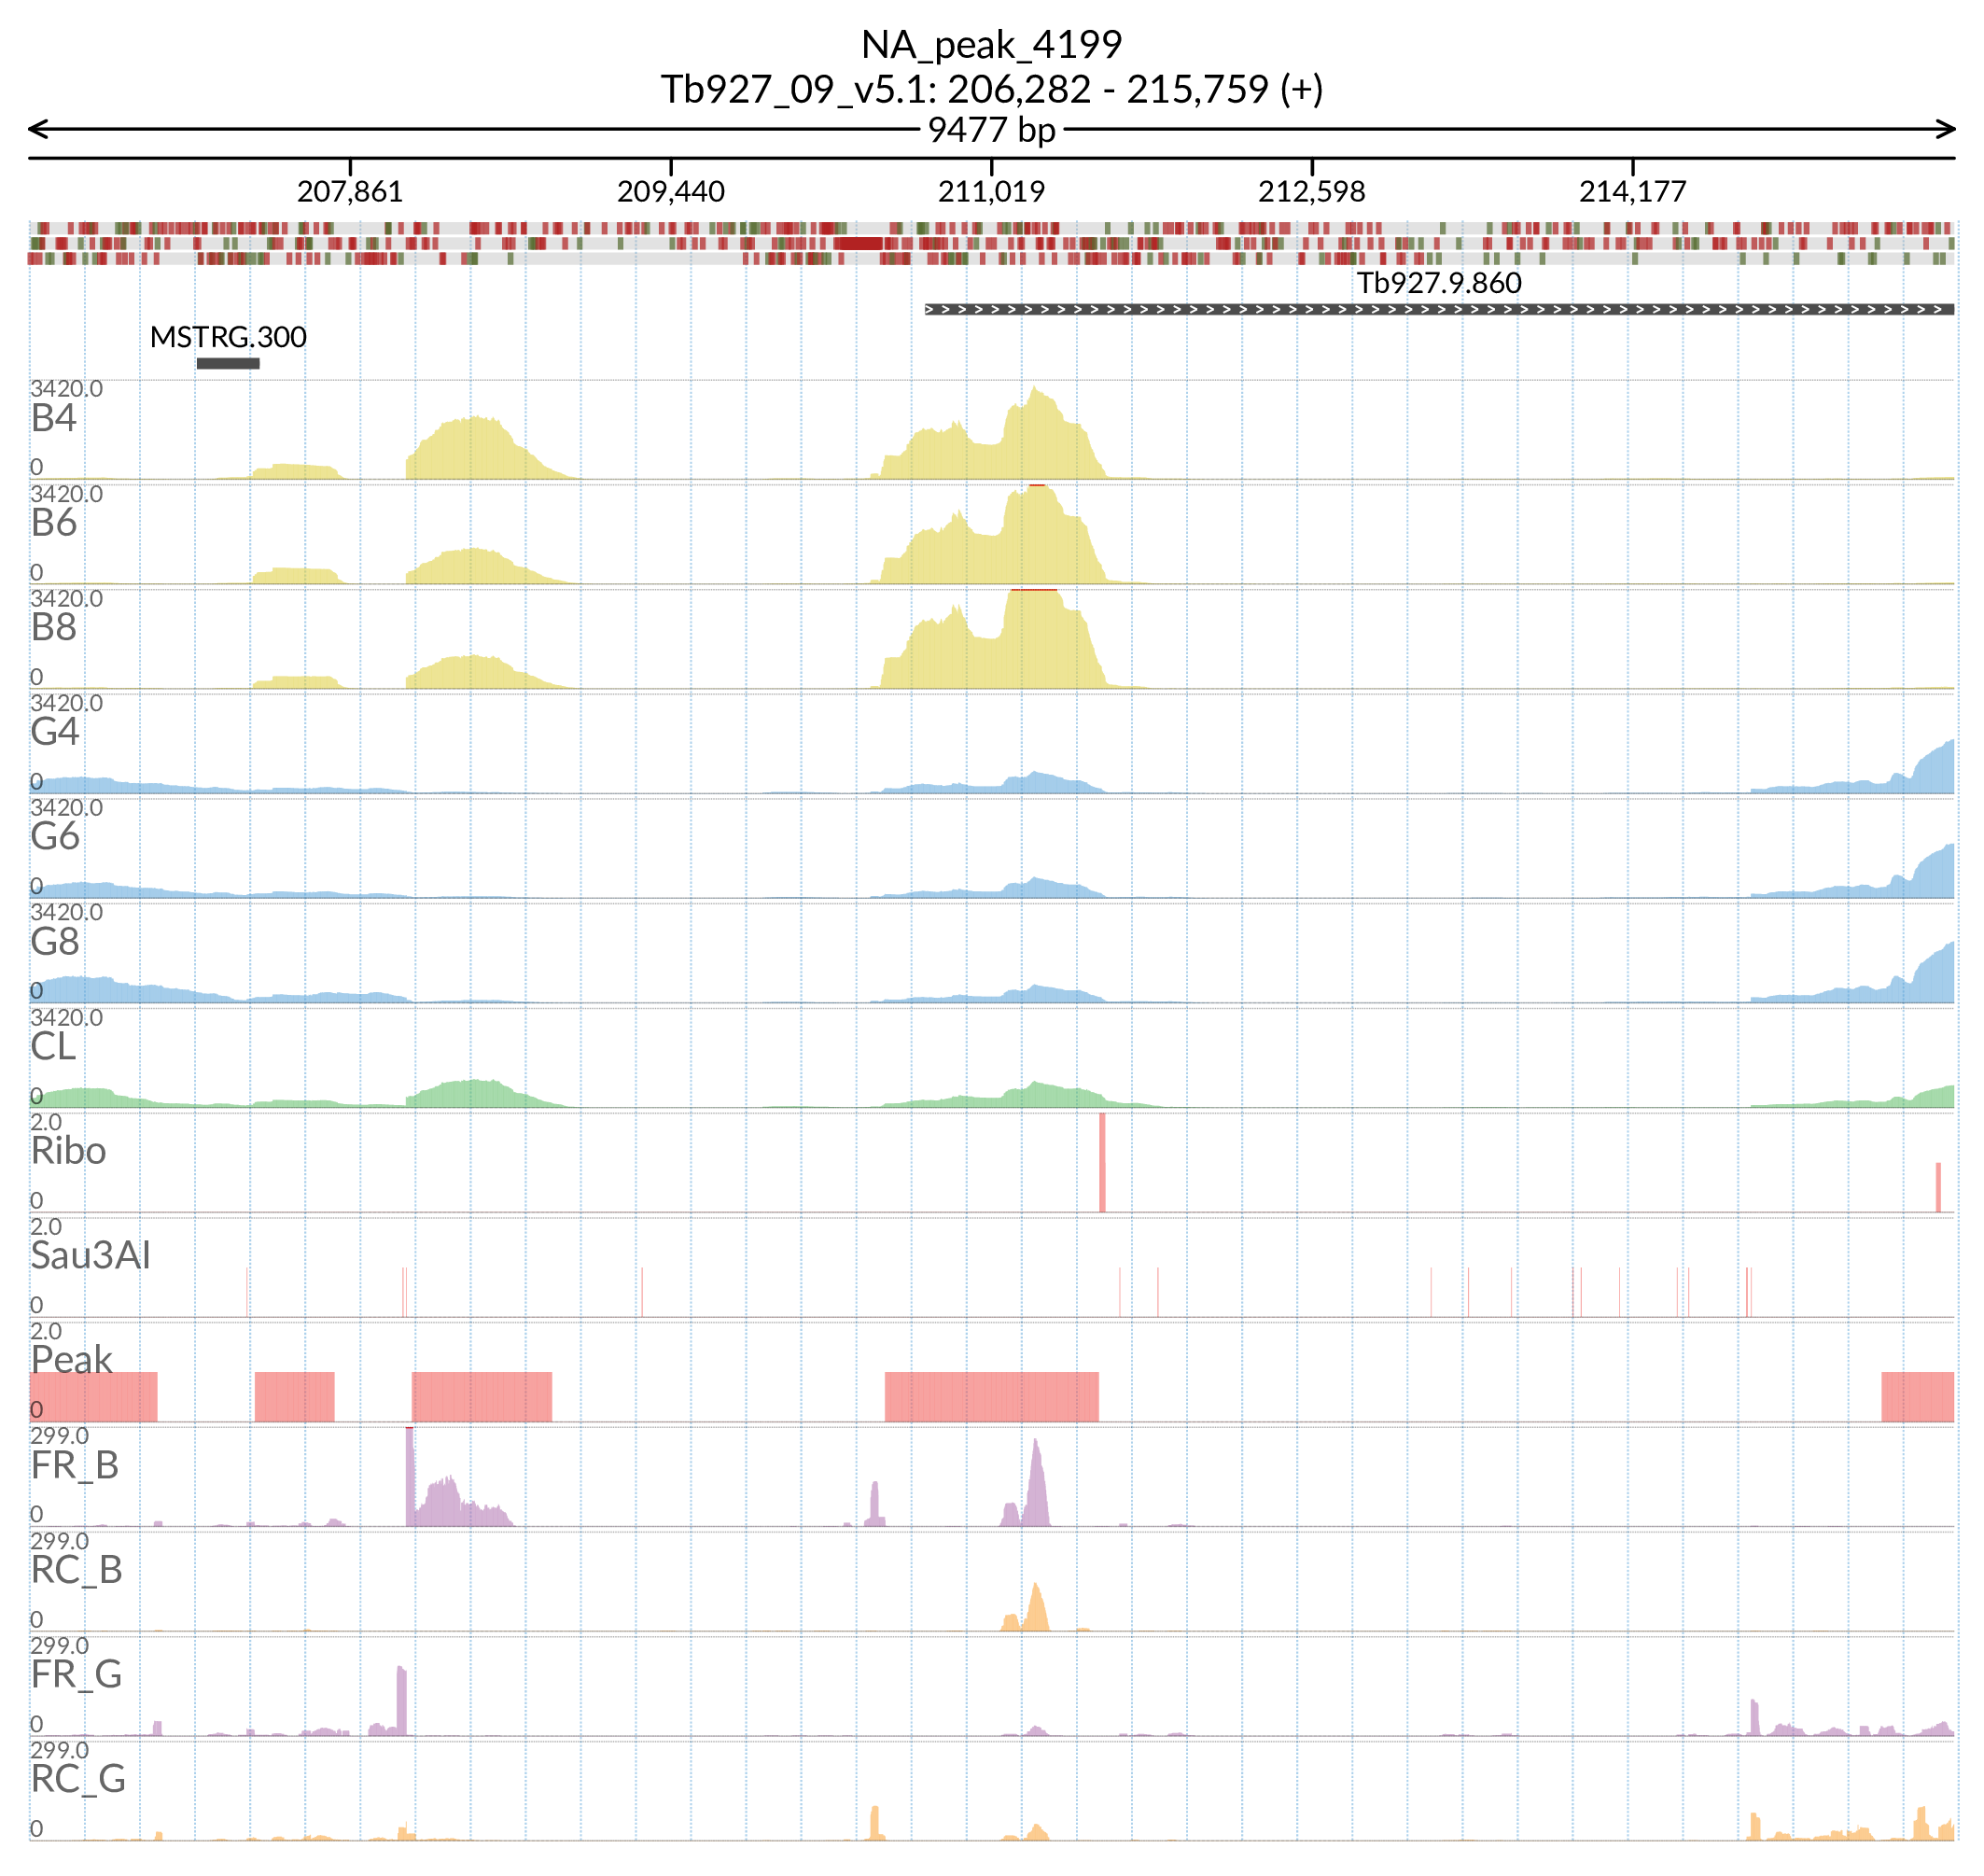 NA_peak_4199
Tb927_09_v5.1: 206,282 - 215,759 (+)
9477 bp
207,861 209,440 211,019 212,598 214,177
Tb927.9.860
MSTRG.300
3420.0
B4
0
3420.0
B6
0
3420.0
B8
0
3420.0
G4
0
3420.0
G6
0
3420.0
G8
0
3420.0
CL
0
2.0
Ribo
0
2.0
Sau3AI
0
2.0
Peak
0
299.0
FR_B
0
299.0
RC_B
0
299.0
FR_G
0
299.0
RC_G
0